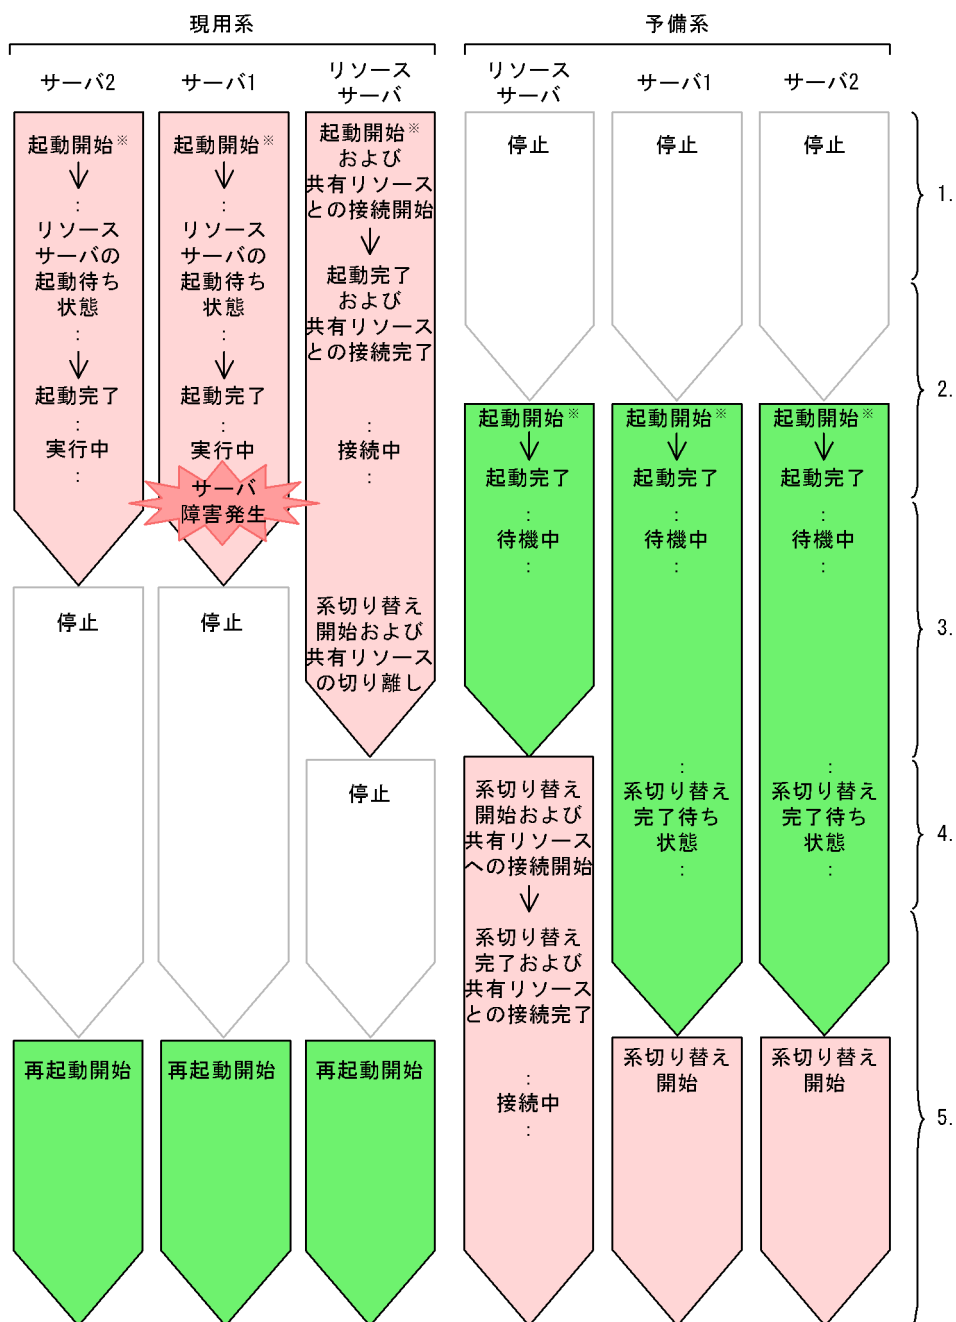 現用系
予備系
サーバ2
サーバ1
リソース
サーバ
リソース
サーバ
サーバ1
サーバ2
起動開始※
↓
:
リソース
サーバの
起動待ち
状態
:
↓
起動完了
:
実行中
:
停止
再起動開始
起動開始※
↓
:
リソース
サーバの
起動待ち
状態
:
↓
起動完了
:
実行中
サーバ
障害発生
停止
再起動開始
起動開始※
および
共有リソース
との接続開始
↓
起動完了
および
共有リソース
との接続完了
:
接続中
:
系切り替え
開始および
共有リソース
の切り離し
停止
再起動開始
停止
起動開始※
↓
起動完了
:
待機中
:
系切り替え
開始および
共有リソース
への接続開始
↓
系切り替え
完了および
共有リソース
との接続完了
:
接続中
:
停止
起動開始※
↓
起動完了
:
待機中
:
:
系切り替え
完了待ち
状態
:
系切り替え
開始
停止
起動開始※
↓
起動完了
:
待機中
:
:
系切り替え
完了待ち
状態
:
系切り替え
開始
1.
2.
3.
4.
5.